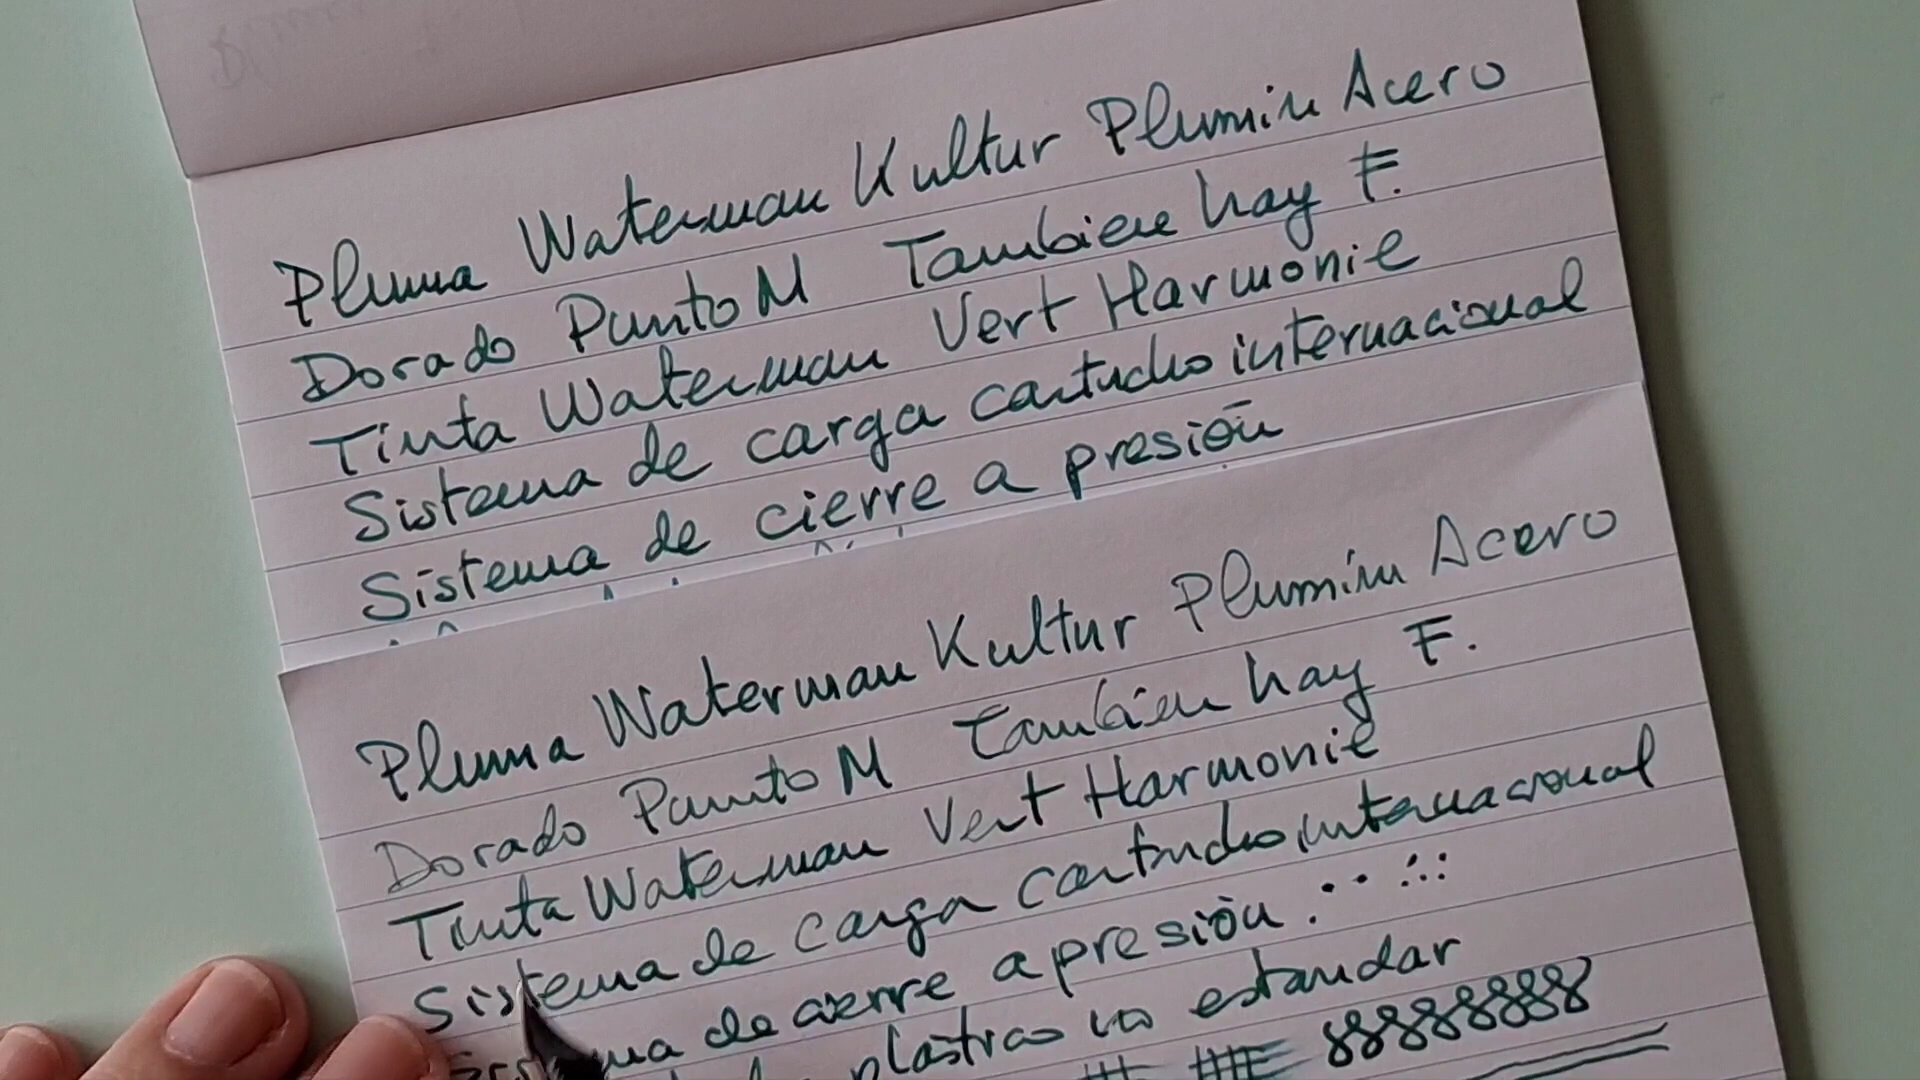 Pluma Waterman Kultur Plumin Acero
Dorado Punto M Tambien hay F.
Tinta Waterman Vert Harmonie
Sistema de carga cartucho internacional
Sistema de cierre a presión
Pluma Waterman Kultur Plumin Acero
Dorado Punto M Tambien hay F.
Tinta Waterman Vert Harmonie
Sistema de carga cartucho internacional
Sistema de cierre a presión
plastico no estandar
88888888